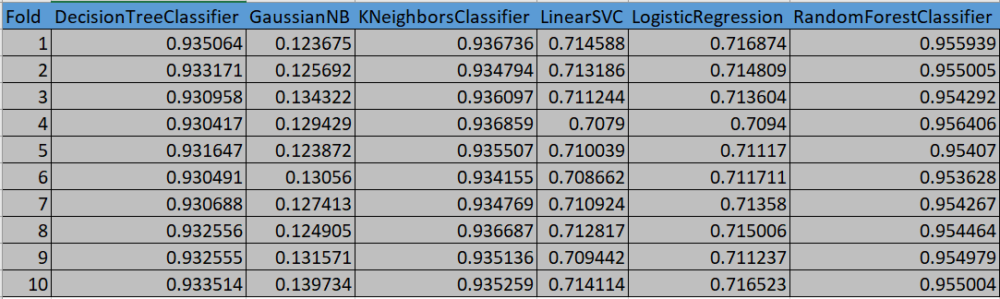 Fold DecisionTreeClassifier GaussianNB KNeighborsClassifier LinearSVC LogisticRegression RandomForestClassifier
1 0.935064 0.123675 0.936736 0.714588 0.716874 0.955939
2 0.933171 0.125692 0.934794 0.713186 0.714809 0.955005
3 0.930958 0.134322 0.936097 0.711244 0.713604 0.954292
4 0.930417 0.129429 0.936859 0.7079 0.7094 0.956406
5 0.931647 0.123872 0.935507 0.710039 0.71117 0.95407
6 0.930491 0.13056 0.934155 0.708662 0.711711 0.953628
7 0.930688 0.127413 0.934769 0.710924 0.71358 0.954267
8 0.932556 0.124905 0.936687 0.712817 0.715006 0.954464
9 0.932555 0.131571 0.935136 0.709442 0.711237 0.954979
10 0.933514 0.139734 0.935259 0.714114 0.716523 0.955004